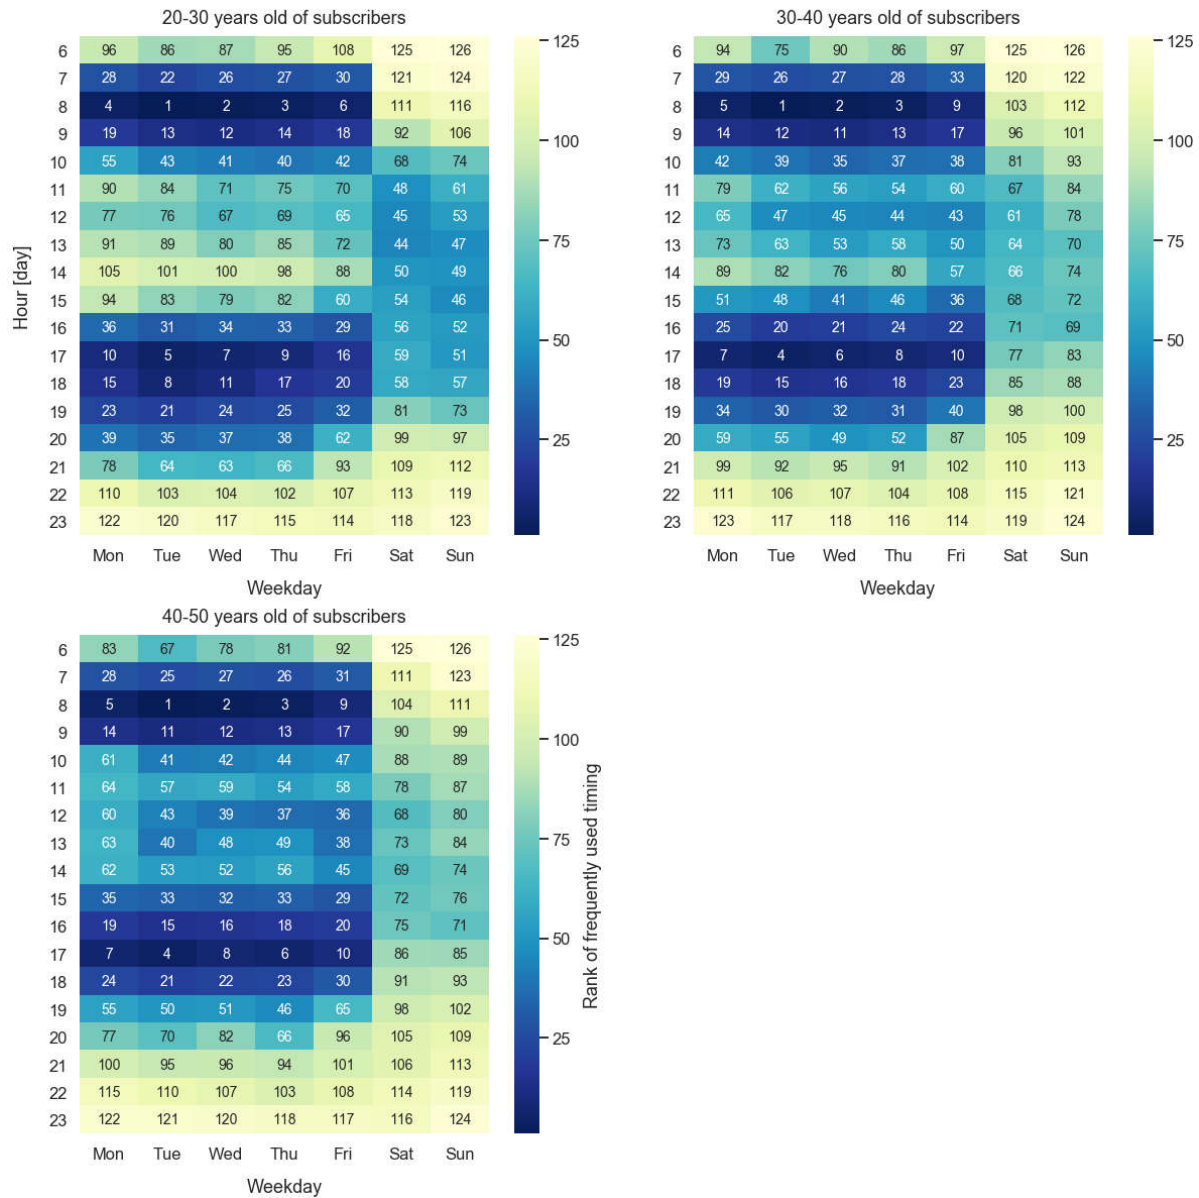 20-30 years old of subscribers
6 96 86 87 95 108 125 126 125
7 28 22 26 27 30 121 124
8 4 1 2 3 6 111 116
9 19 13 12 14 18 92 106 100
10 55 43 41 40 42 68 74
11 90 84 71 75 70 48 61
12 77 76 67 69 65 45 53
13 91 89 80 85 72 44 47 75
14 105 101 100 98 88 50 49
15 94 83 79 82 60 54 46
16 36 31 34 33 29 56 52 50
17 10 5 7 9 16 59 51
18 15 8 11 17 20 58 57
19 23 21 24 25 32 81 73
20 39 35 37 38 62 99 97 25
21 78 64 63 66 93 109 112
22 110 103 104 102 107 113 119
23 122 120 117 115 114 118 123
Mon Tue Wed Thu Fri Sat Sun
Weekday
Hour [day]
30-40 years old of subscribers
6 94 75 90 86 97 125 126 125
7 29 26 27 28 33 120 122
8 5 1 2 3 9 103 112
9 14 12 11 13 17 96 101 100
10 42 39 35 37 38 81 93
11 79 62 56 54 60 67 84
12 65 47 45 44 43 61 78
13 73 63 53 58 50 64 70 75
14 89 82 76 80 57 66 74
15 51 48 41 46 36 68 72
16 25 20 21 24 22 71 69 50
17 7 4 6 8 10 77 83
18 19 15 16 18 23 85 88
19 34 30 32 31 40 98 100
20 59 55 49 52 87 105 109 25
21 99 92 95 91 102 110 113
22 111 106 107 104 108 115 121
23 123 117 118 116 114 119 124
Mon Tue Wed Thu Fri Sat Sun
Weekday
40-50 years old of subscribers
6 83 67 78 81 92 125 126 125
7 28 25 27 26 31 111 123
8 5 1 2 3 9 104 111
9 14 11 12 13 17 90 99 100
10 61 41 42 44 47 88 89
11 64 57 59 54 58 78 87
12 60 43 39 37 36 68 80
13 63 40 48 49 38 73 84 75
14 62 53 52 56 45 69 74
15 35 33 32 33 29 72 76
16 19 15 16 18 20 75 71 50
17 7 4 8 6 10 86 85
18 24 21 22 23 30 91 93
19 55 50 51 46 65 98 102
20 77 70 82 66 96 105 109 25
21 100 95 96 94 101 106 113
22 115 110 107 103 108 114 119
23 122 121 120 118 117 116 124
Mon Tue Wed Thu Fri Sat Sun
Weekday
Rank of frequently used timing